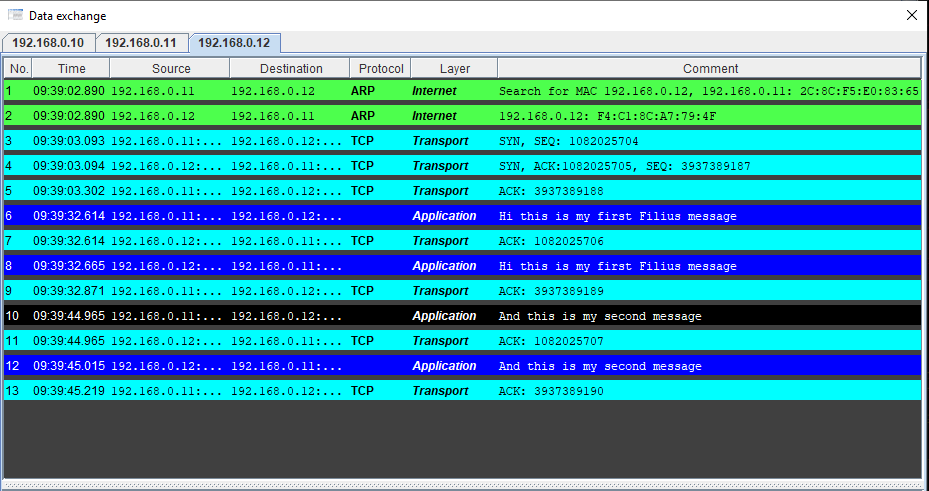 Data exchange
192.168.0.10 192.168.0.11 192.168.0.12
No. Time Source Destination Protocol Layer Comment
1 09:39:02.890 192.168.0.11 192.168.0.12 ARP Internet Search for MAC 192.168.0.12, 192.168.0.11: 2C:8C:F5:E0:83:65
2 09:39:02.890 192.168.0.12 192.168.0.11 ARP Internet 192.168.0.12: F4:C1:8C:A7:79:4F
3 09:39:03.093 192.168.0.11:... 192.168.0.12:... TCP Transport SYN, SEQ: 1082025704
4 09:39:03.094 192.168.0.12:... 192.168.0.11:... TCP Transport SYN, ACK:1082025705, SEQ: 3937389187
5 09:39:03.302 192.168.0.11:... 192.168.0.12:... TCP Transport ACK: 3937389188
6 09:39:32.614 192.168.0.11:... 192.168.0.12:... Application Hi this is my first Filius message
7 09:39:32.614 192.168.0.12:... 192.168.0.11:... TCP Transport ACK: 1082025706
8 09:39:32.665 192.168.0.12:... 192.168.0.11:... Application Hi this is my first Filius message
9 09:39:32.871 192.168.0.11:... 192.168.0.12:... TCP Transport ACK: 3937389189
10 09:39:44.965 192.168.0.11:... 192.168.0.12:... Application And this is my second message
11 09:39:44.965 192.168.0.12:... 192.168.0.11:... TCP Transport ACK: 1082025707
12 09:39:45.015 192.168.0.12:... 192.168.0.11:... Application And this is my second message
13 09:39:45.219 192.168.0.11:... 192.168.0.12:... TCP Transport ACK: 3937389190